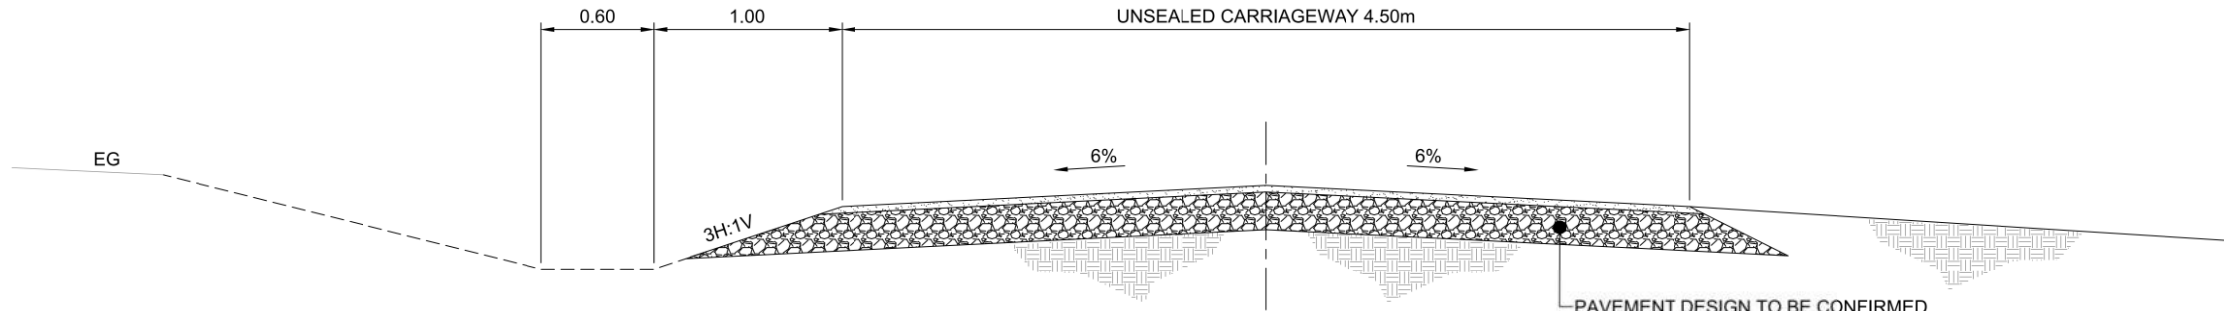 0.60
1.00
UNSEALED CARRIAGEWAY 4.50m
EG
6%
6%
3H:1V
PAVEMENT DESIGN TO BE CONFIRMED